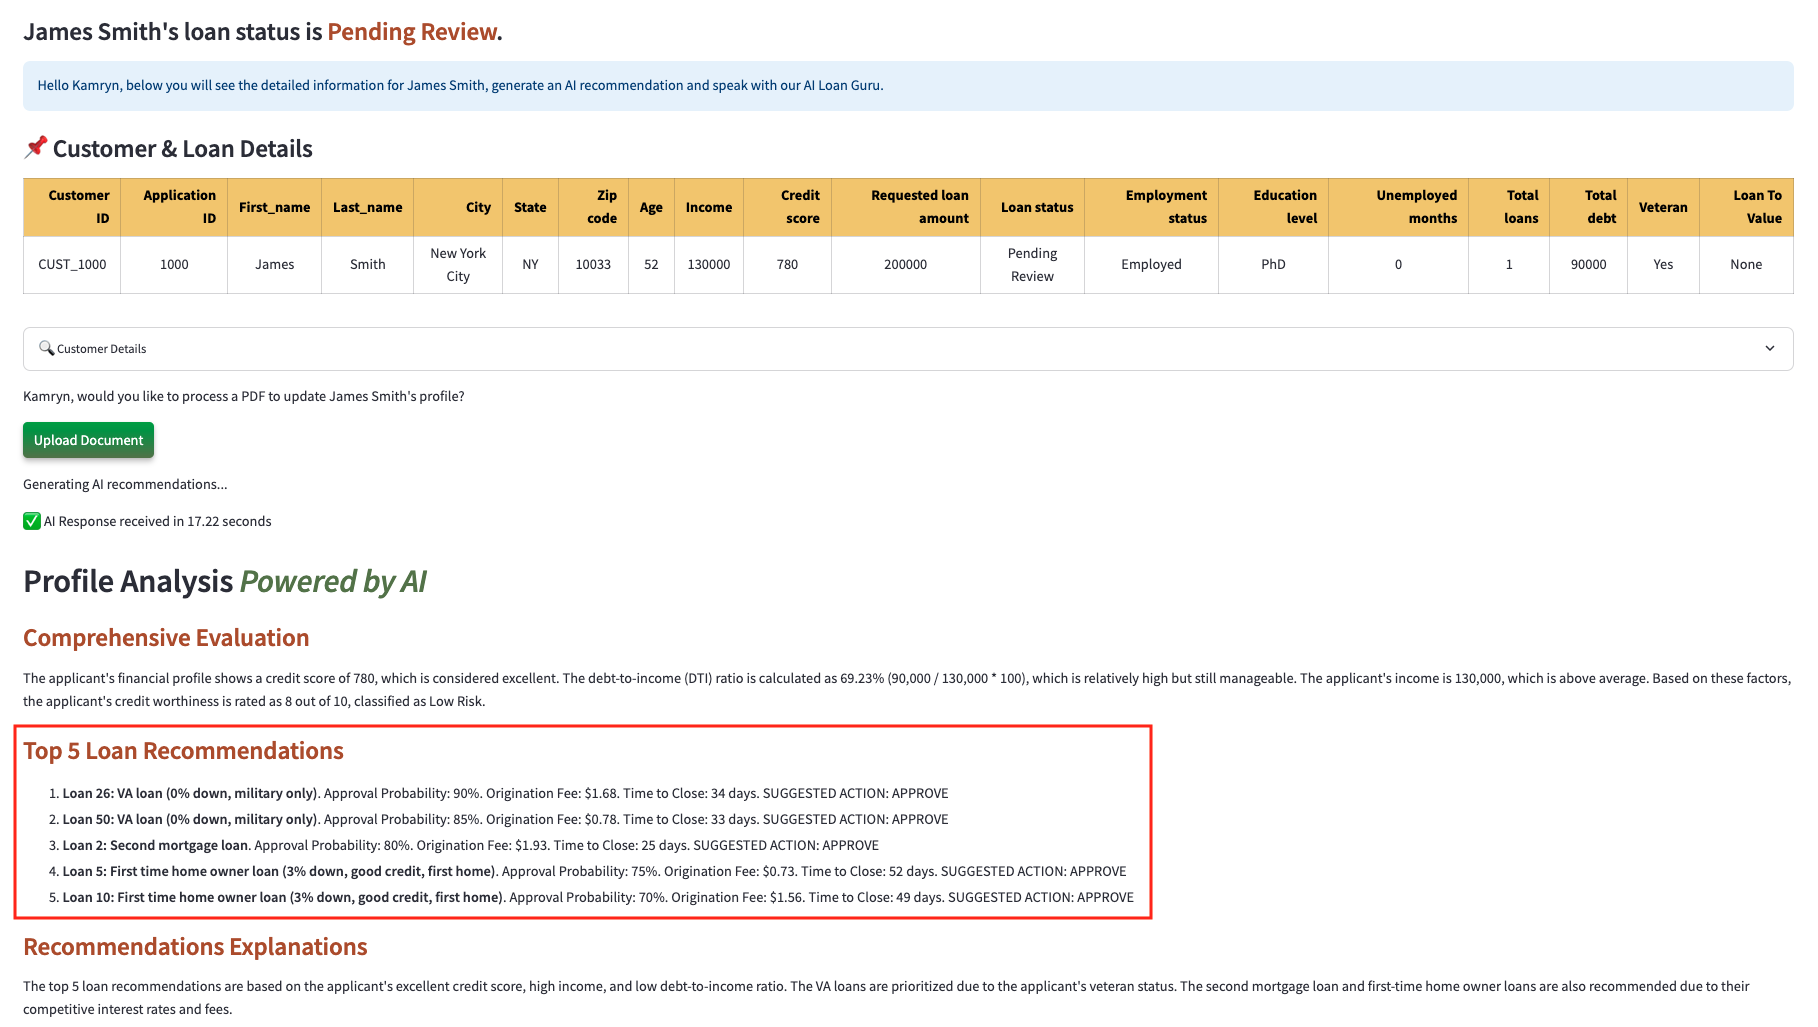 James Smith's loan status is Pending Review.
Hello Kamryn, below you will see the detailed information for James Smith, generate an AI recommendation and speak with our AI Loan Guru.
📌 Customer & Loan Details
Customer ID Application ID First_name Last_name City State Zip code Age Income Credit score Requested loan amount Loan status Employment status Education level Unemployed months Total loans Total debt Veteran Loan To Value
CUST_1000 1000 James Smith New York City NY 10033 52 130000 780 200000 Pending Review Employed PhD 0 1 90000 Yes None
🔍 Customer Details
Kamryn, would you like to process a PDF to update James Smith's profile?
Upload Document
Generating AI recommendations...
✅ AI Response received in 17.22 seconds
Profile Analysis Powered by AI
Comprehensive Evaluation
The applicant's financial profile shows a credit score of 780, which is considered excellent. The debt-to-income (DTI) ratio is calculated as 69.23% (90,000 / 130,000 * 100), which is relatively high but still manageable. The applicant's income is 130,000, which is above average. Based on these factors,
the applicant's credit worthiness is rated as 8 out of 10, classified as Low Risk.
Top 5 Loan Recommendations
1. Loan 26: VA loan (0% down, military only). Approval Probability: 90%. Origination Fee: $1.68. Time to Close: 34 days. SUGGESTED ACTION: APPROVE
2. Loan 50: VA loan (0% down, military only). Approval Probability: 85%. Origination Fee: $0.78. Time to Close: 33 days. SUGGESTED ACTION: APPROVE
3. Loan 2: Second mortgage loan. Approval Probability: 80%. Origination Fee: $1.93. Time to Close: 25 days. SUGGESTED ACTION: APPROVE
4. Loan 5: First time home owner loan (3% down, good credit, first home). Approval Probability: 75%. Origination Fee: $0.73. Time to Close: 52 days. SUGGESTED ACTION: APPROVE
5. Loan 10: First time home owner loan (3% down, good credit, first home). Approval Probability: 70%. Origination Fee: $1.56. Time to Close: 49 days. SUGGESTED ACTION: APPROVE
Recommendations Explanations
The top 5 loan recommendations are based on the applicant's excellent credit score, high income, and low debt-to-income ratio. The VA loans are prioritized due to the applicant's veteran status. The second mortgage loan and first-time home owner loans are also recommended due to their
competitive interest rates and fees.